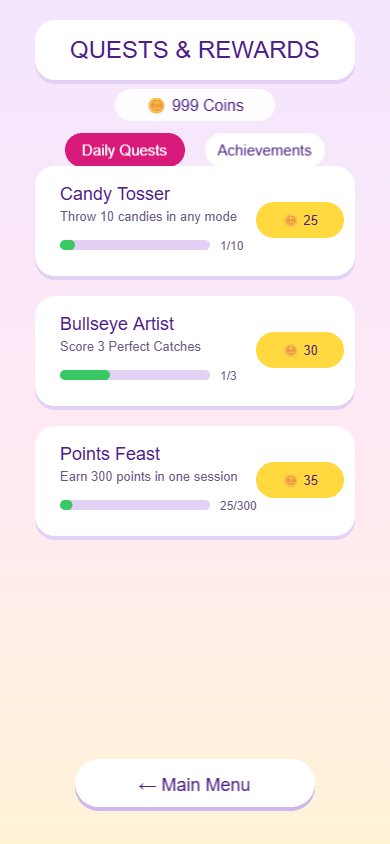 QUESTS & REWARDS
999 Coins
Daily Quests
Achievements
Candy Tosser
Throw 10 candies in any mode
25
1/10
Bullseye Artist
Score 3 Perfect Catches
30
1/3
Points Feast
Earn 300 points in one session
35
25/300
← Main Menu